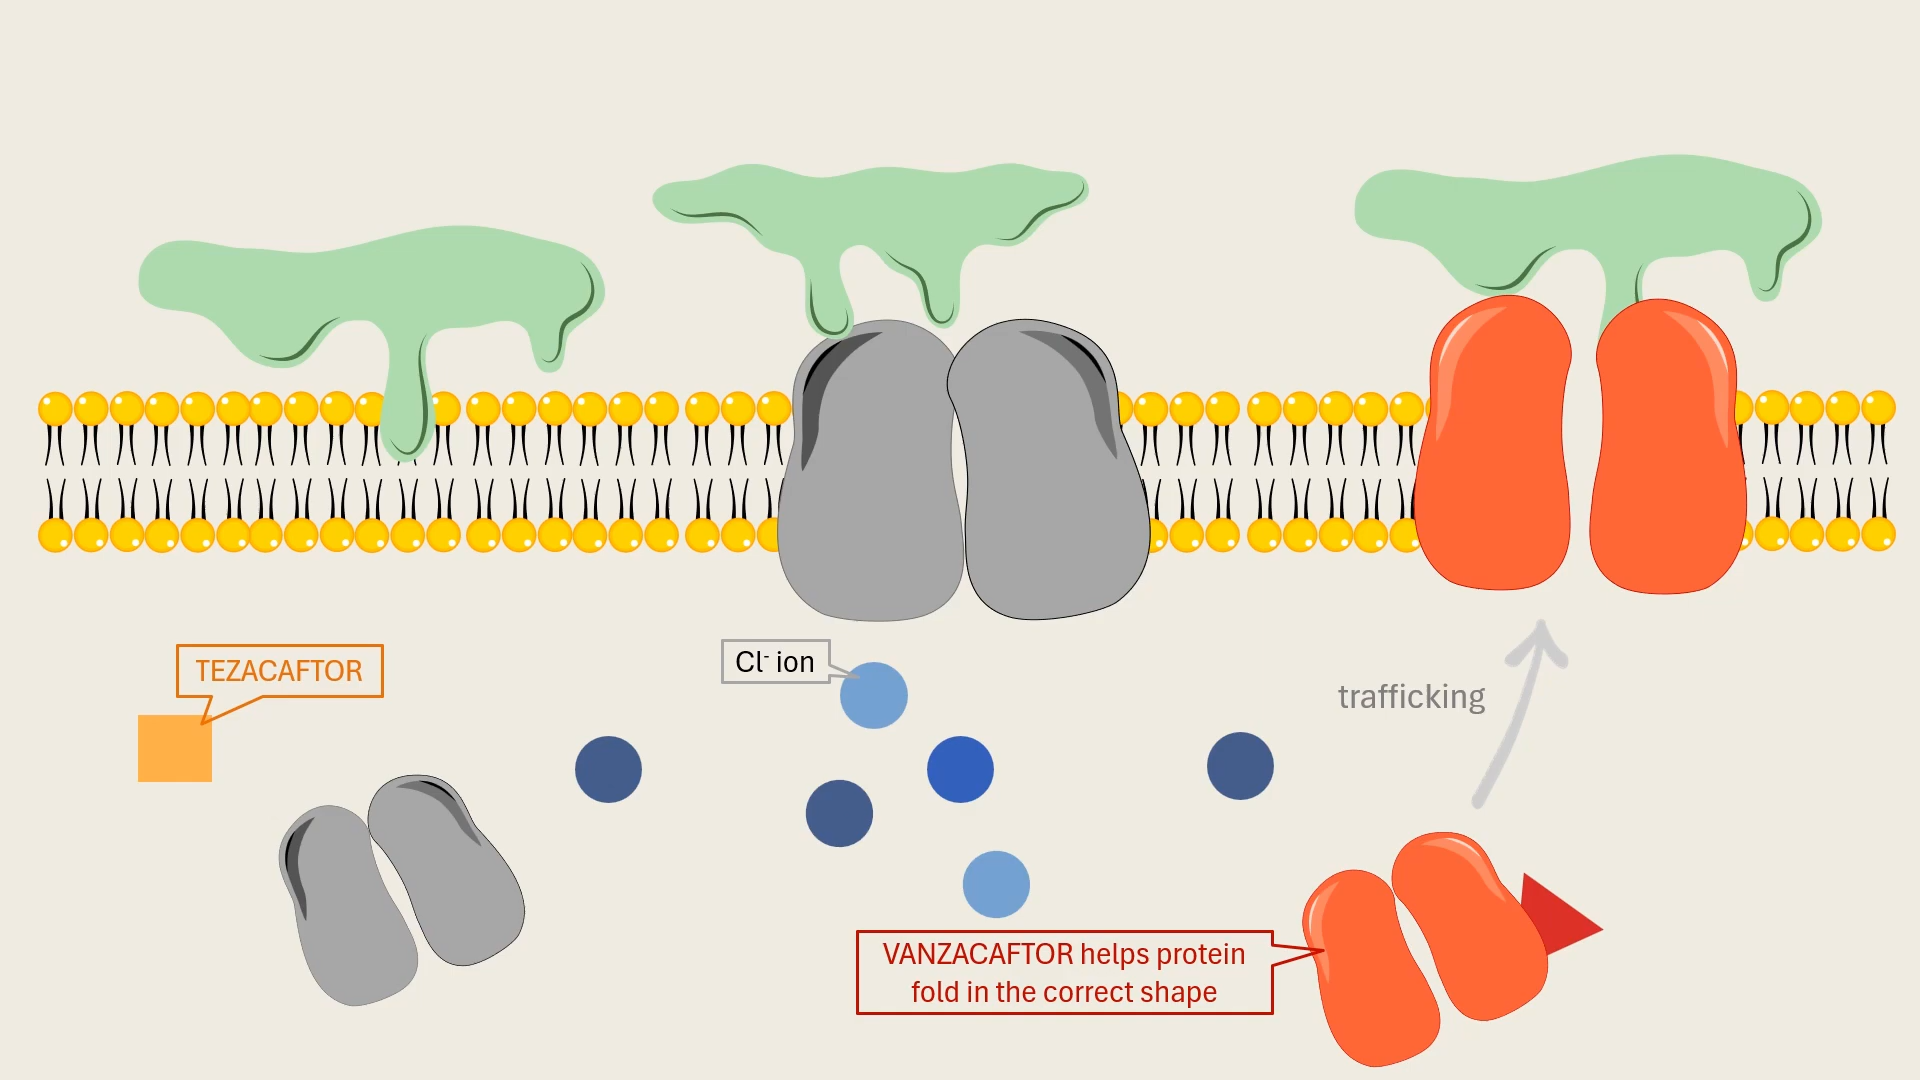 TEZACAFTOR
Cl⁻ ion
trafficking
VANZACAFTOR helps protein
fold in the correct shape